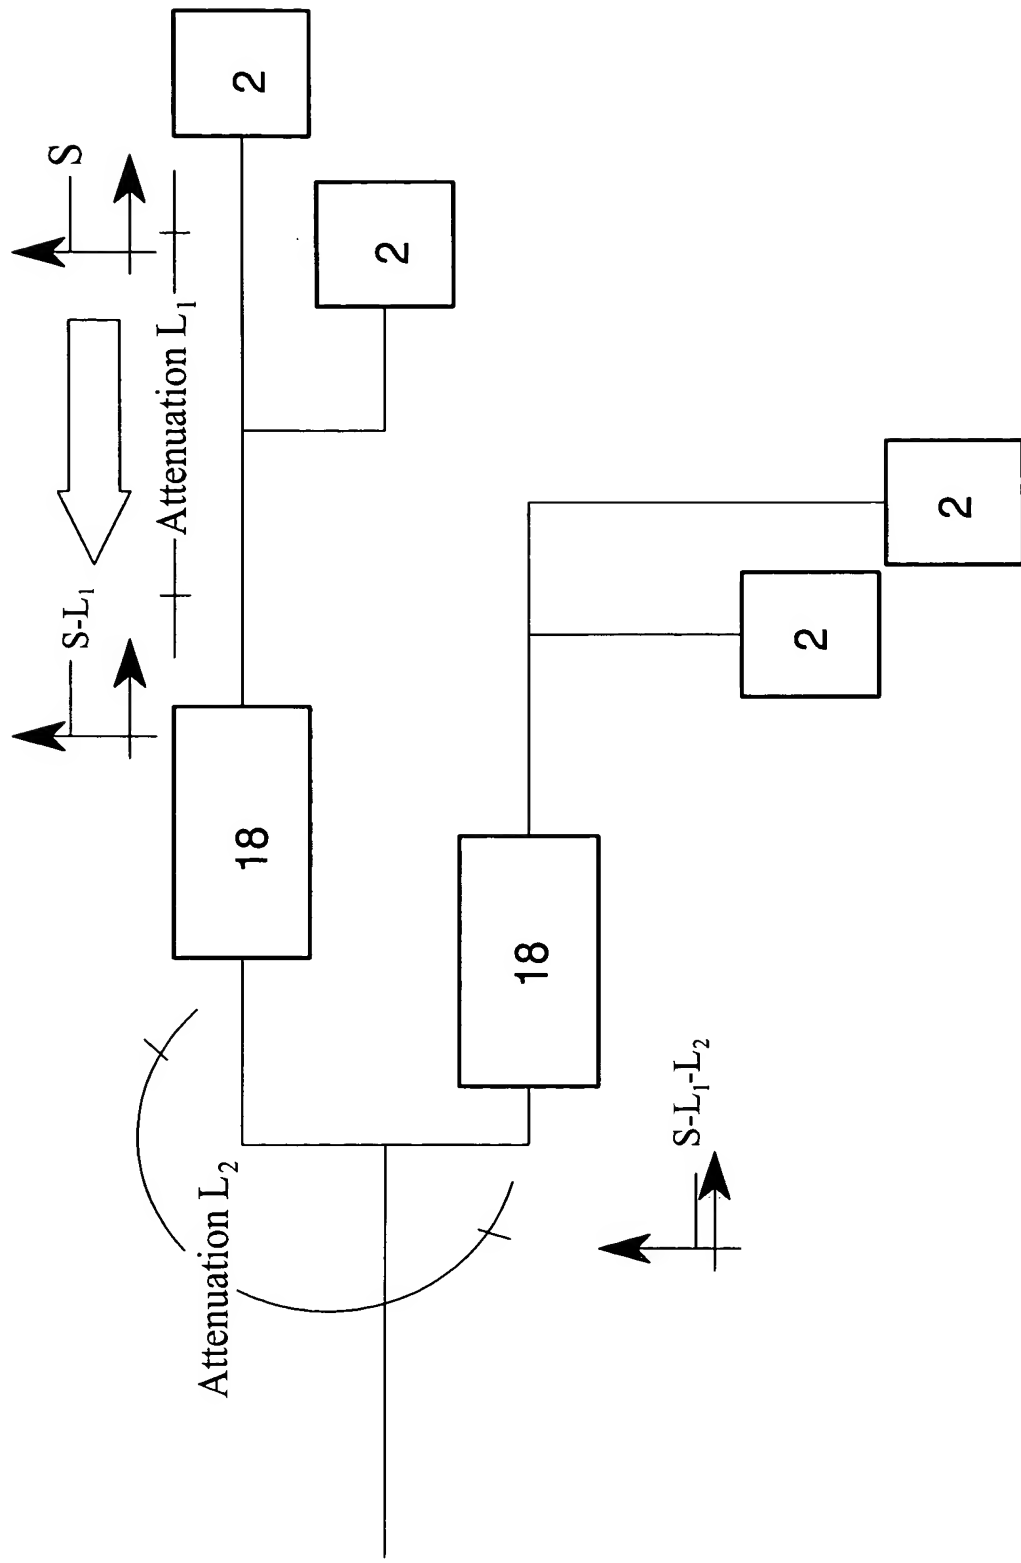 S
2
Attenuation L₁
2
S-L₁
2
2
18
18
S-L₁-L₂
Attenuation L₂